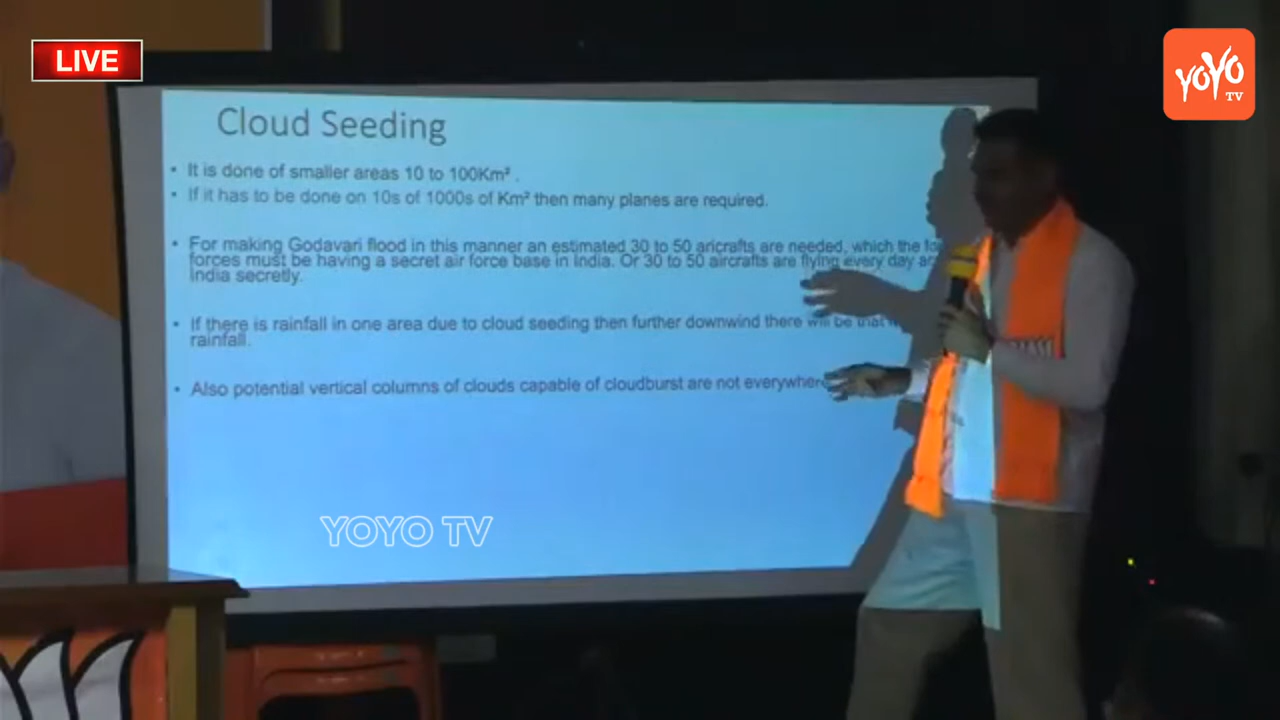 LIVE
YOYO
TV
Cloud Seeding
• It is done of smaller areas 10 to 100Km² .
• If it has to be done on 10s of 1000s of Km² then many planes are required.
• For making Godavari flood in this manner an estimated 30 to 50 aricrafts are needed, which the
forces must be having a secret air force base in India. Or 30 to 50 aircrafts are flying every day
India secretly.
• If there is rainfall in one area due to cloud seeding then further downwind there will be that
rainfall.
• Also potential vertical columns of clouds capable of cloudburst are not everywhere
YOYO TV